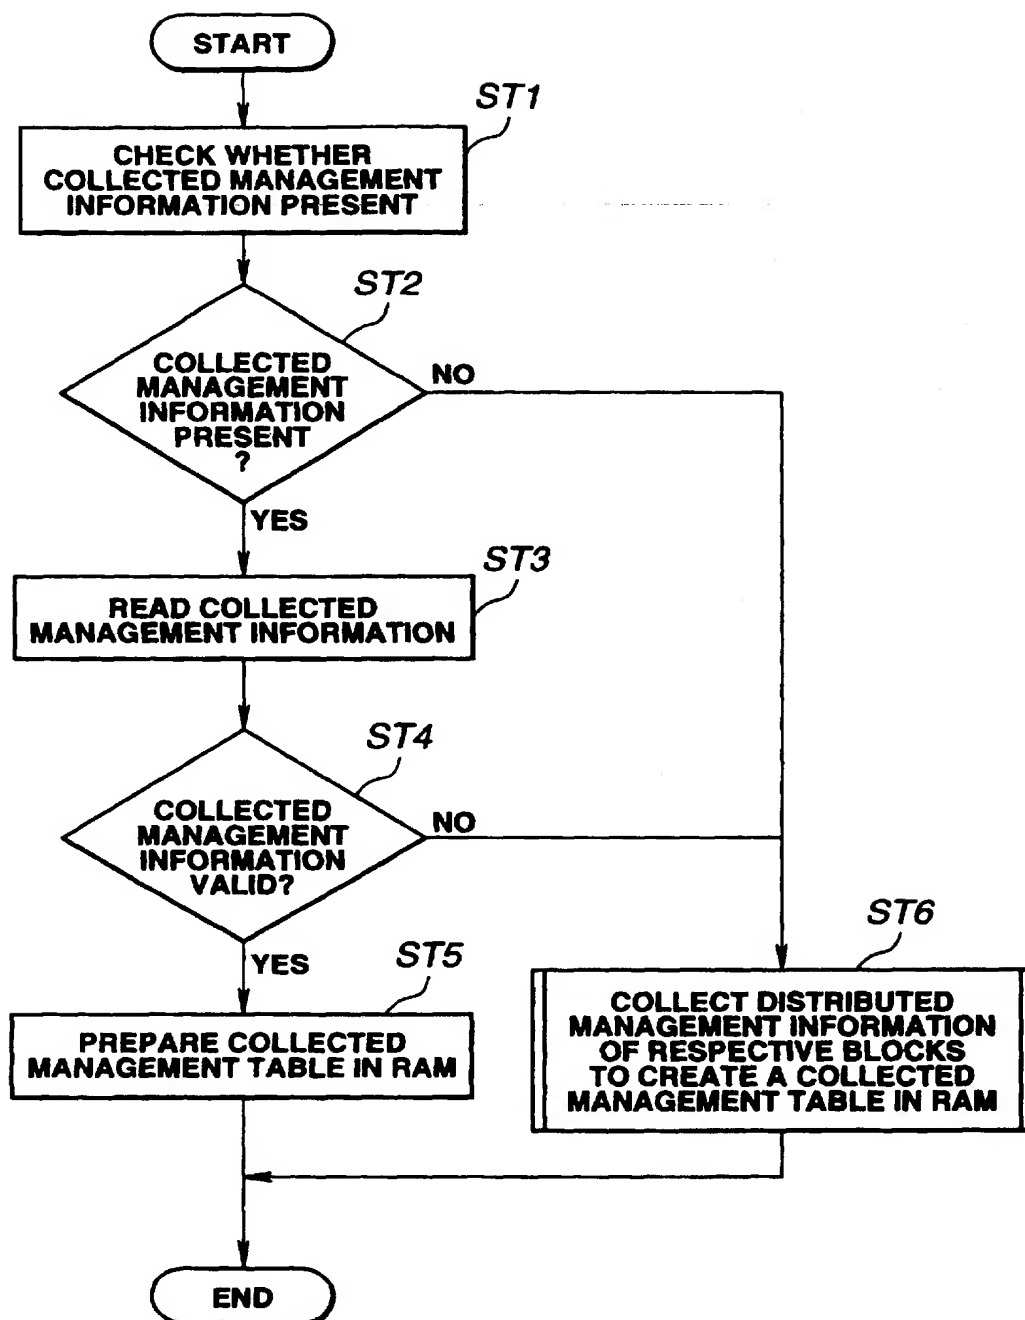 START
ST1
CHECK WHETHER
COLLECTED MANAGEMENT
INFORMATION PRESENT
ST2
COLLECTED
MANAGEMENT
INFORMATION
PRESENT
?
NO
YES
ST3
READ COLLECTED
MANAGEMENT INFORMATION
ST4
COLLECTED
MANAGEMENT
INFORMATION
VALID?
NO
YES
ST5
PREPARE COLLECTED
MANAGEMENT TABLE IN RAM
ST6
COLLECT DISTRIBUTED
MANAGEMENT INFORMATION
OF RESPECTIVE BLOCKS
TO CREATE A COLLECTED
MANAGEMENT TABLE IN RAM
END